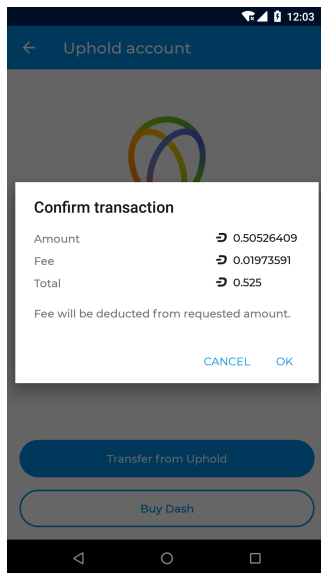 12:03
Uphold account
Confirm transaction
Amount 0.50526409
Fee 0.01973591
Total 0.525
Fee will be deducted from requested amount.
CANCEL OK
Transfer from Uphold
Buy Dash